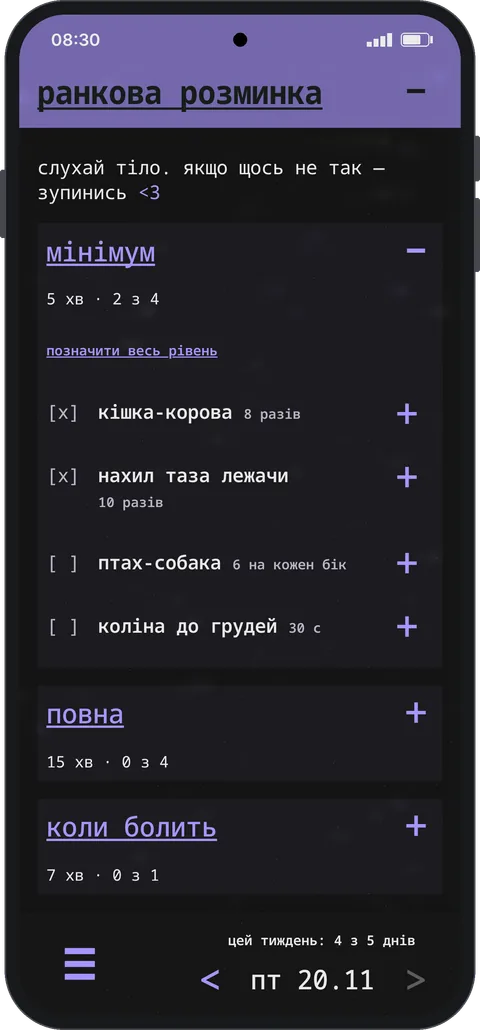 08:30
ранкова розминка −
слухай тіло. якщо щось не так —
зупинись <3
мінімум −
5 хв · 2 з 4
позначити весь рівень
[x] кішка-корова 8 разів +
[x] нахил таза лежачи +
10 разів
[ ] птах-собака 6 на кожен бік +
[ ] коліна до грудей 30 с +
повна +
15 хв · 0 з 4
коли болить +
7 хв · 0 з 1
цей тиждень: 4 з 5 днів
< пт 20.11 >